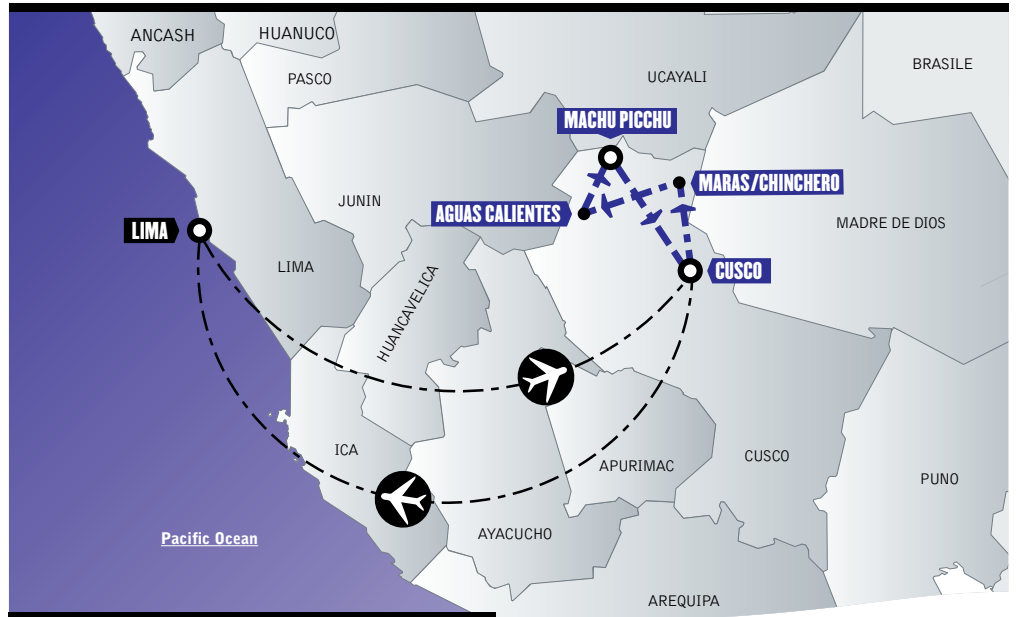 ANCASH
HUANUCO
BRASILE
UCAYALI
PASCO
MACHU PICCHU
MARAS/CHINCHERO
JUNIN
AGUAS CALIENTES
MADRE DE DIOS
LIMA
LIMA
CUSCO
HUANCAVELICA
ICA
CUSCO
APURIMAC
PUNO
AYACUCHO
Pacific Ocean
AREQUIPA